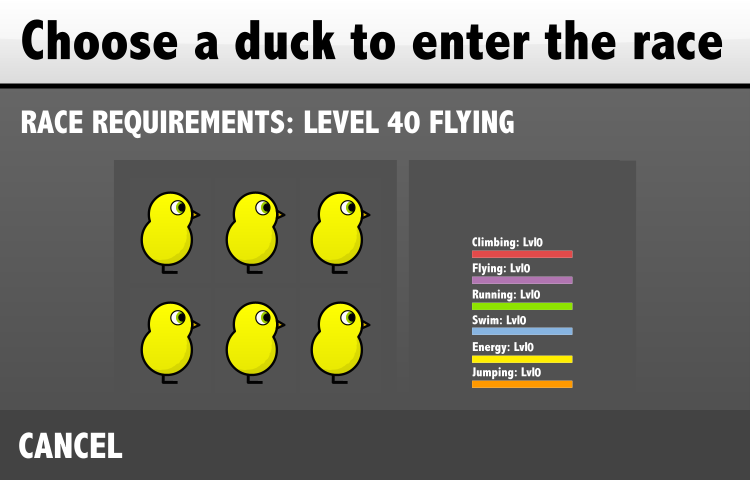 Choose a duck to enter the race
RACE REQUIREMENTS: LEVEL 40 FLYING
Climbing: Lvl0
Flying: Lvl0
Running: Lvl0
Swim: Lvl0
Energy: Lvl0
Jumping: Lvl0
CANCEL